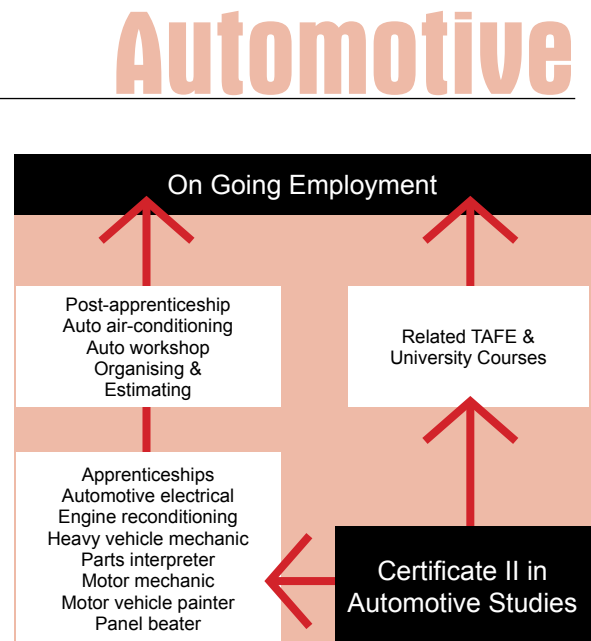 Automotive
On Going Employment
Post-apprenticeship
Auto air-conditioning
Auto workshop
Organising &
Estimating
Related TAFE &
University Courses
Apprenticeships
Automotive electrical
Engine reconditioning
Heavy vehicle mechanic
Parts interpreter
Motor mechanic
Motor vehicle painter
Panel beater
Certificate II in
Automotive Studies